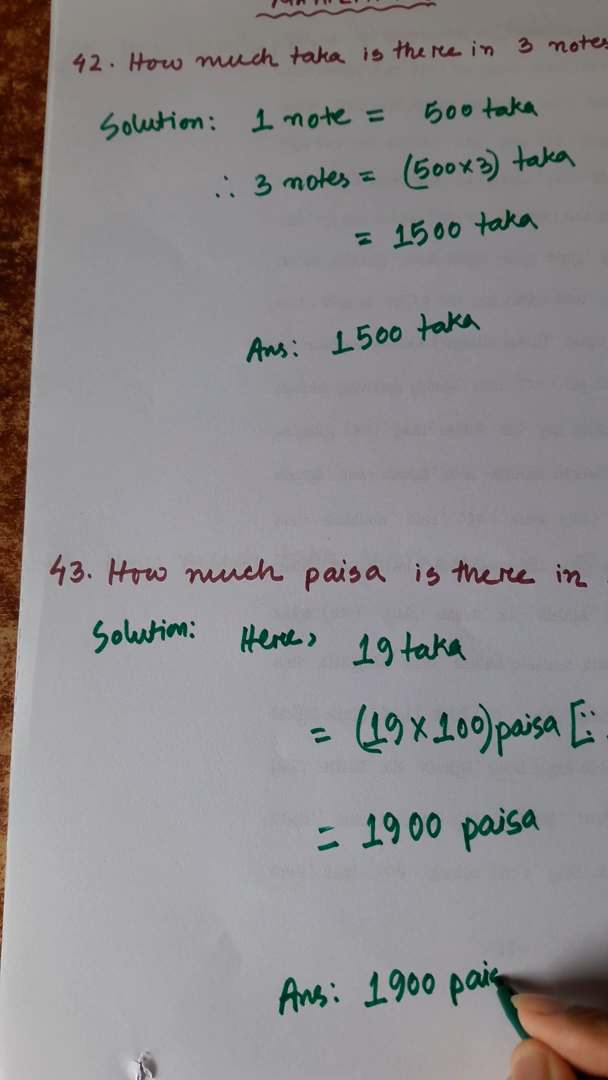 42. How much taka is there in 3 notes
Solution: 1 note = 500 taka
∴ 3 notes = (500×3) taka
= 1500 taka
Ans: 1500 taka
43. How much paisa is there in
Solution: Here, 19 taka
= (19×100) paisa [∵
= 1900 paisa
Ans: 1900 pais